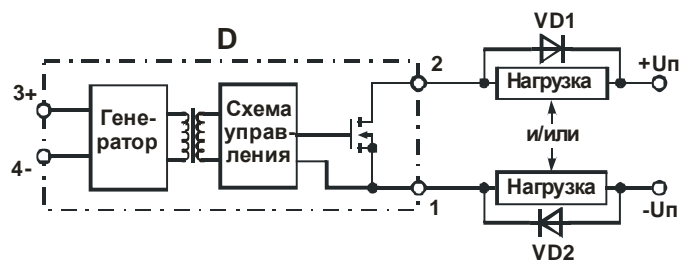 D
VD1
2
Нагрузка
+Uп
3+
Гене-
ратор
Схема
управ-
ления
и/или
4-
Нагрузка
-Uп
1
VD2